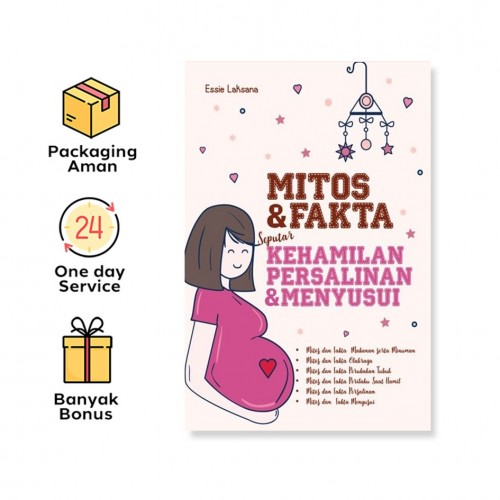 Packaging
Aman
24
One day
Service
Banyak
Bonus
Essie Laksana
MITOS
& FAKTA
Seputar
KEHAMILAN
PERSALINAN
& MENYUSUI
• Mitos dan Fakta Makanan serta Minuman
• Mitos dan Fakta Olahraga
• Mitos dan Fakta Perubahan Tubuh
• Mitos dan Fakta Perilaku Saat Hamil
• Mitos dan Fakta Persalinan
• Mitos dan Fakta Menyusui